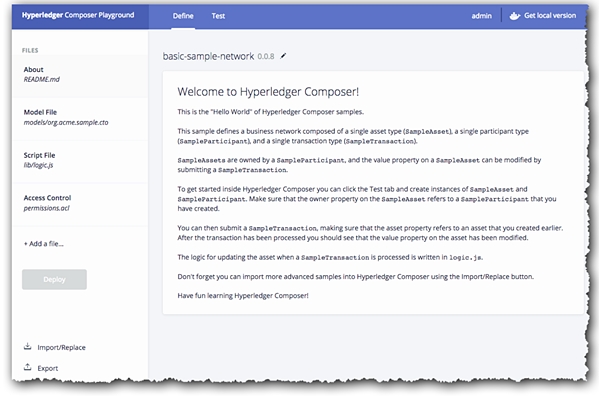 Hyperledger Composer Playground
Define
Test
admin
Get local version
FILES
About
README.md
Model File
models/org.acme.sample.cto
Script File
lib/logic.js
Access Control
permissions.acl
+ Add a file...
Deploy
Import/Replace
Export
basic-sample-network 0.0.8
Welcome to Hyperledger Composer!
This is the "Hello World" of Hyperledger Composer samples.
This sample defines a business network composed of a single asset type (SampleAsset), a single participant type
(SampleParticipant), and a single transaction type (SampleTransaction).
SampleAssets are owned by a SampleParticipant, and the value property on a SampleAsset can be modified by
submitting a SampleTransaction.
To get started inside Hyperledger Composer you can click the Test tab and create instances of SampleAsset and
SampleParticipant. Make sure that the owner property on the SampleAsset refers to a SampleParticipant that you
have created.
You can then submit a SampleTransaction, making sure that the asset property refers to an asset that you created earlier.
After the transaction has been processed you should see that the value property on the asset has been modified.
The logic for updating the asset when a SampleTransaction is processed is written in logic.js.
Don't forget you can import more advanced samples into Hyperledger Composer using the Import/Replace button.
Have fun learning Hyperledger Composer!